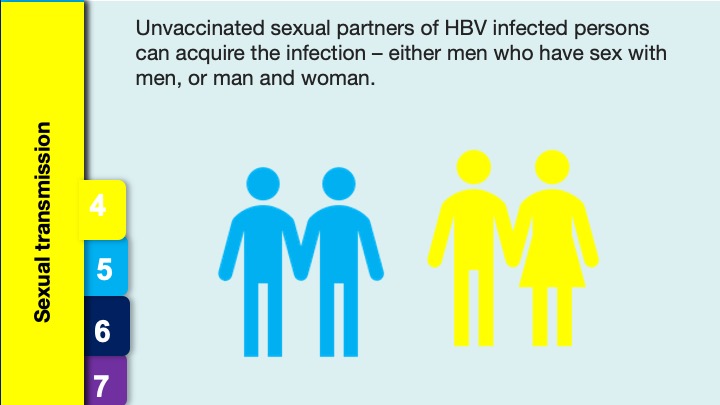 Unvaccinated sexual partners of HBV infected persons
can acquire the infection – either men who have sex with
men, or man and woman.
Sexual transmission
4
5
6
7